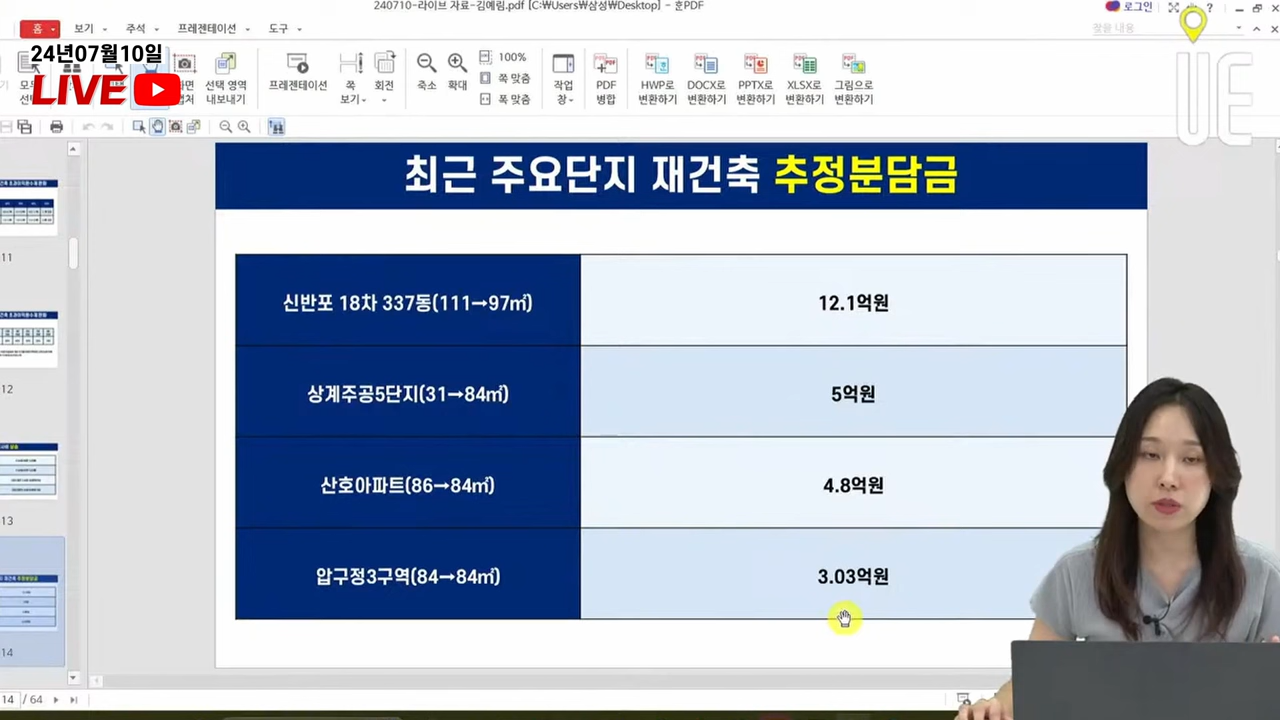 240710-라이브 자료-김예림.pdf [C:₩Users₩삼성₩Desktop] - 훈PDF
로그인
홈 보기 주석 프레젠테이션 도구
찾을 내용
24년07월10일
LIVE
프레젠테이션
쪽 보기
회전
축소
확대
100%
쪽 맞춤
폭 맞춤
작업 창
PDF 병합
HWP로 변환하기
DOCX로 변환하기
PPTX로 변환하기
XLSX로 변환하기
그림으로 변환하기
선택 영역 내보내기
UE
최근 주요단지 재건축 추정분담금
신반포 18차 337동(111→97㎡) 12.1억원
상계주공5단지(31→84㎡) 5억원
산호아파트(86→84㎡) 4.8억원
압구정3구역(84→84㎡) 3.03억원
11
12
13
14
14 / 64